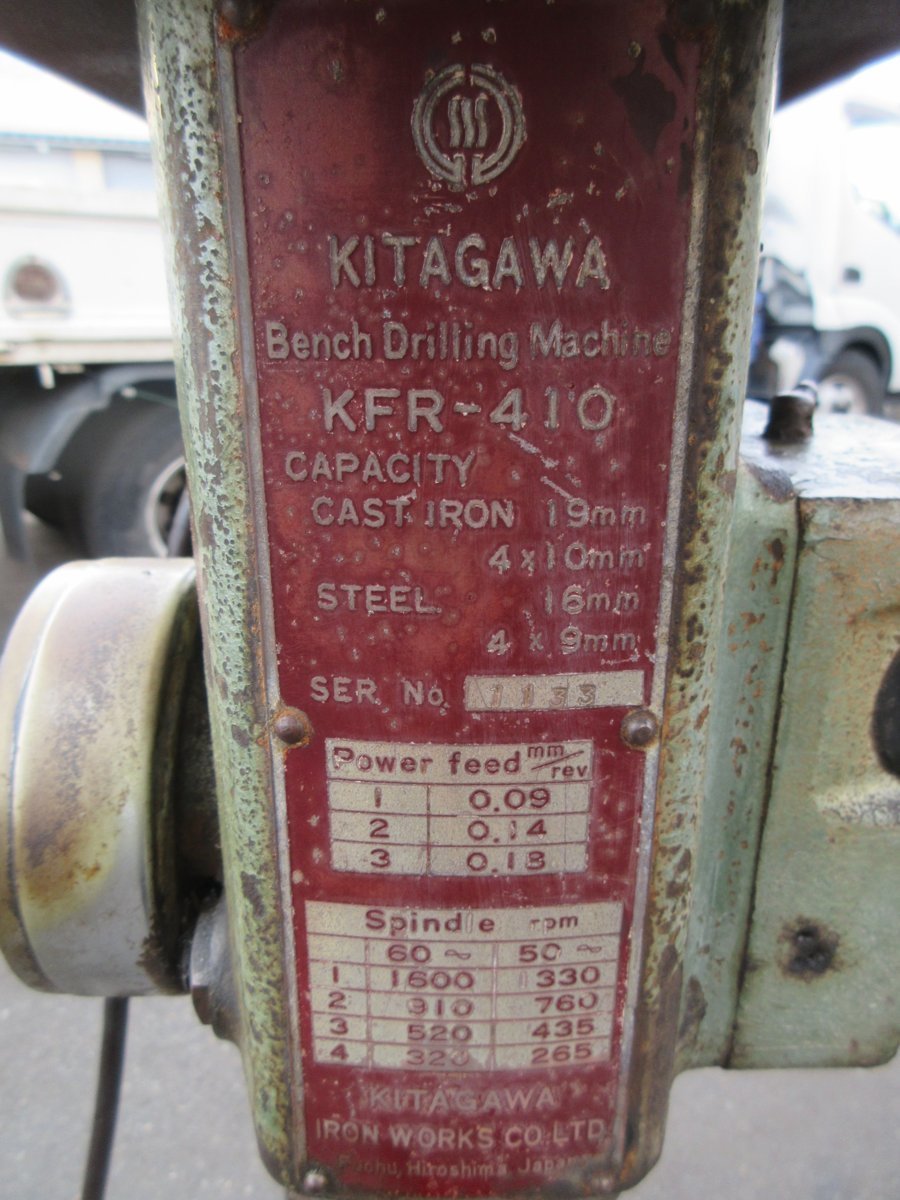 KITAGAWA
Bench Drilling Machine
KFR-410
CAPACITY
CAST IRON 19mm
4x10mm
STEEL 16mm
4 x 9mm
SER. No. 1133
Power feed mm/rev
1 0.09
2 0.14
3 0.18
Spindle rpm
60~ 50~
1 1600 1330
2 910 760
3 520 435
4 320 265
KITAGAWA
IRON WORKS CO.LTD.
Fuchu, Hiroshima Japan